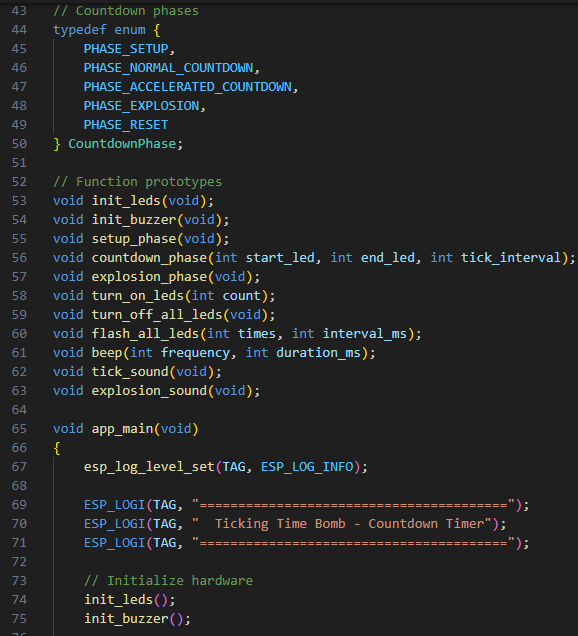 43 // Countdown phases
44 typedef enum {
45     PHASE_SETUP,
46     PHASE_NORMAL_COUNTDOWN,
47     PHASE_ACCELERATED_COUNTDOWN,
48     PHASE_EXPLOSION,
49     PHASE_RESET
50 } CountdownPhase;
51
52 // Function prototypes
53 void init_leds(void);
54 void init_buzzer(void);
55 void setup_phase(void);
56 void countdown_phase(int start_led, int end_led, int tick_interval);
57 void explosion_phase(void);
58 void turn_on_leds(int count);
59 void turn_off_all_leds(void);
60 void flash_all_leds(int times, int interval_ms);
61 void beep(int frequency, int duration_ms);
62 void tick_sound(void);
63 void explosion_sound(void);
64
65 void app_main(void)
66 {
67     esp_log_level_set(TAG, ESP_LOG_INFO);
68
69     ESP_LOGI(TAG, "========================================");
70     ESP_LOGI(TAG, "  Ticking Time Bomb - Countdown Timer");
71     ESP_LOGI(TAG, "========================================");
72
73     // Initialize hardware
74     init_leds();
75     init_buzzer();